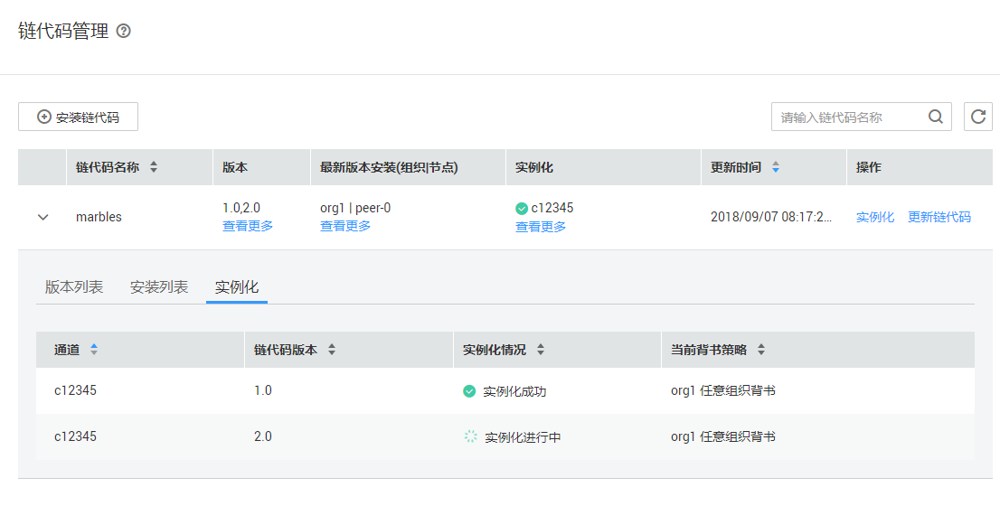 链代码管理
安装链代码
请输入链代码名称
链代码名称 版本 最新版本安装(组织|节点) 实例化 更新时间 操作
marbles 1.0,2.0 org1 | peer-0 c12345 2018/09/07 08:17:2... 实例化 更新链代码
查看更多 查看更多 查看更多
版本列表 安装列表 实例化
通道 链代码版本 实例化情况 当前背书策略
c12345 1.0 实例化成功 org1 任意组织背书
c12345 2.0 实例化进行中 org1 任意组织背书